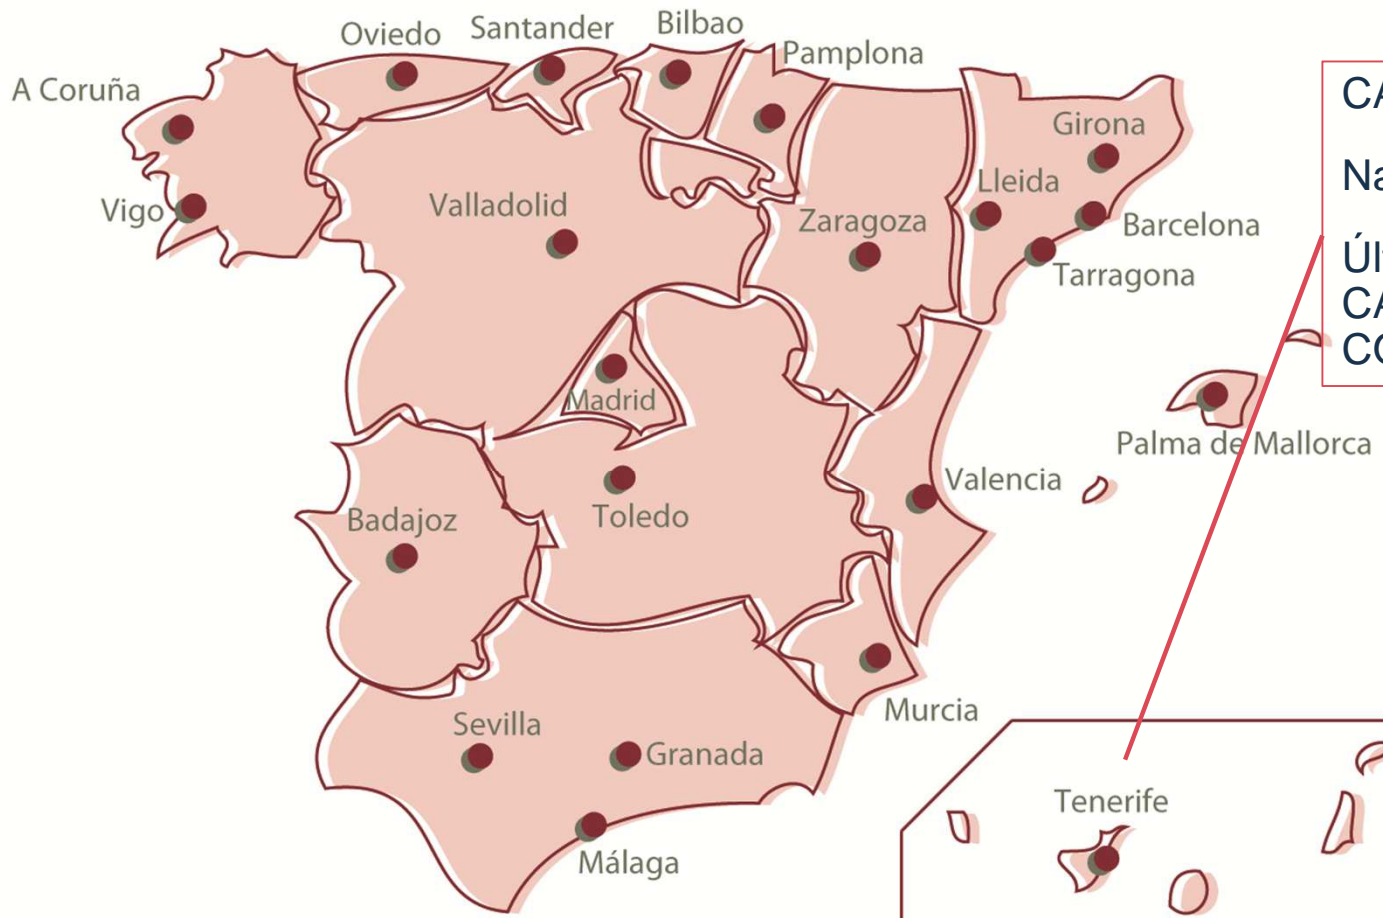 Bilbao
Santander
Oviedo
Pamplona
A Coruña
Girona
Lleida
Vigo
Valladolid
Zaragoza
Barcelona
Tarragona
Madrid
Palma de Mallorca
Valencia
Badajoz
Toledo
Murcia
Sevilla
Granada
Málaga
Tenerife
CA